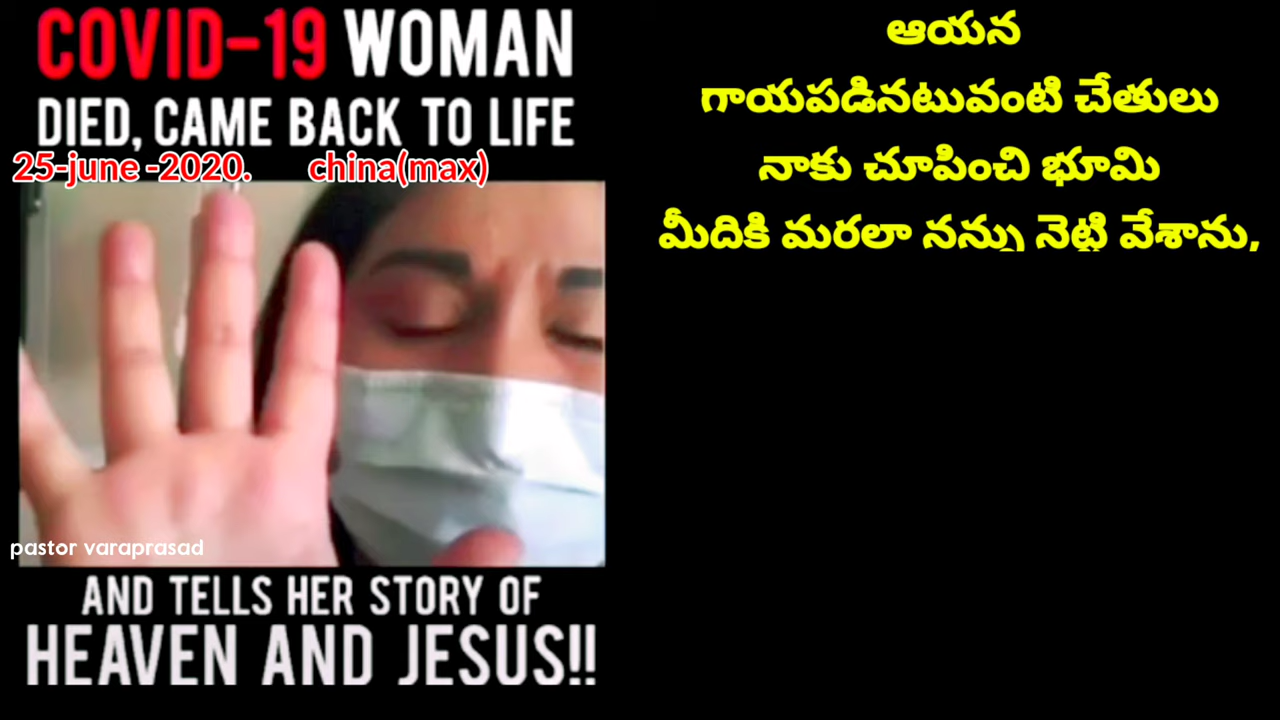 COVID-19 WOMAN
DIED, CAME BACK TO LIFE
25-june -2020. china(max)
pastor varaprasad
AND TELLS HER STORY OF
HEAVEN AND JESUS!!
ఆయన
గాయపడినటువంటి చేతులు
నాకు చూపించి భూమి
మీదికి మరలా నన్ను నెట్టి వేశాను,